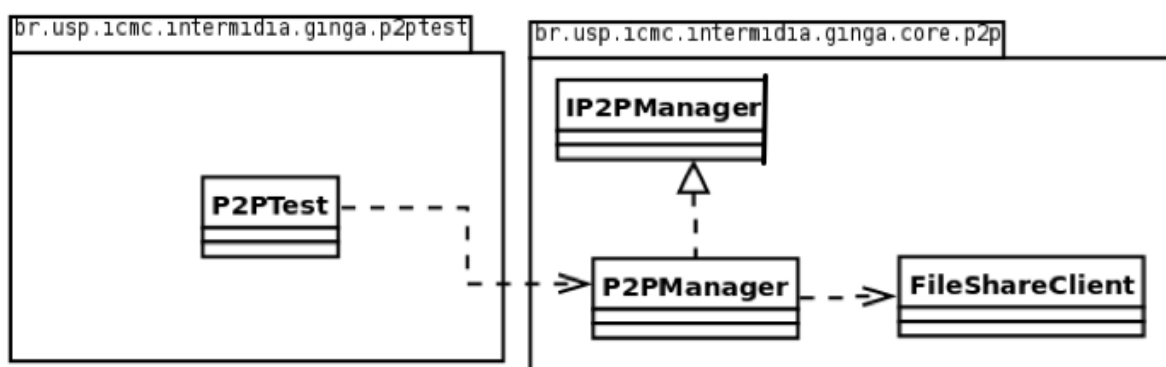 br.usp.icmc.intermidia.ginga.p2ptest
br.usp.icmc.intermidia.ginga.core.p2p
IP2PManager
P2PTest
P2PManager
FileShareClient